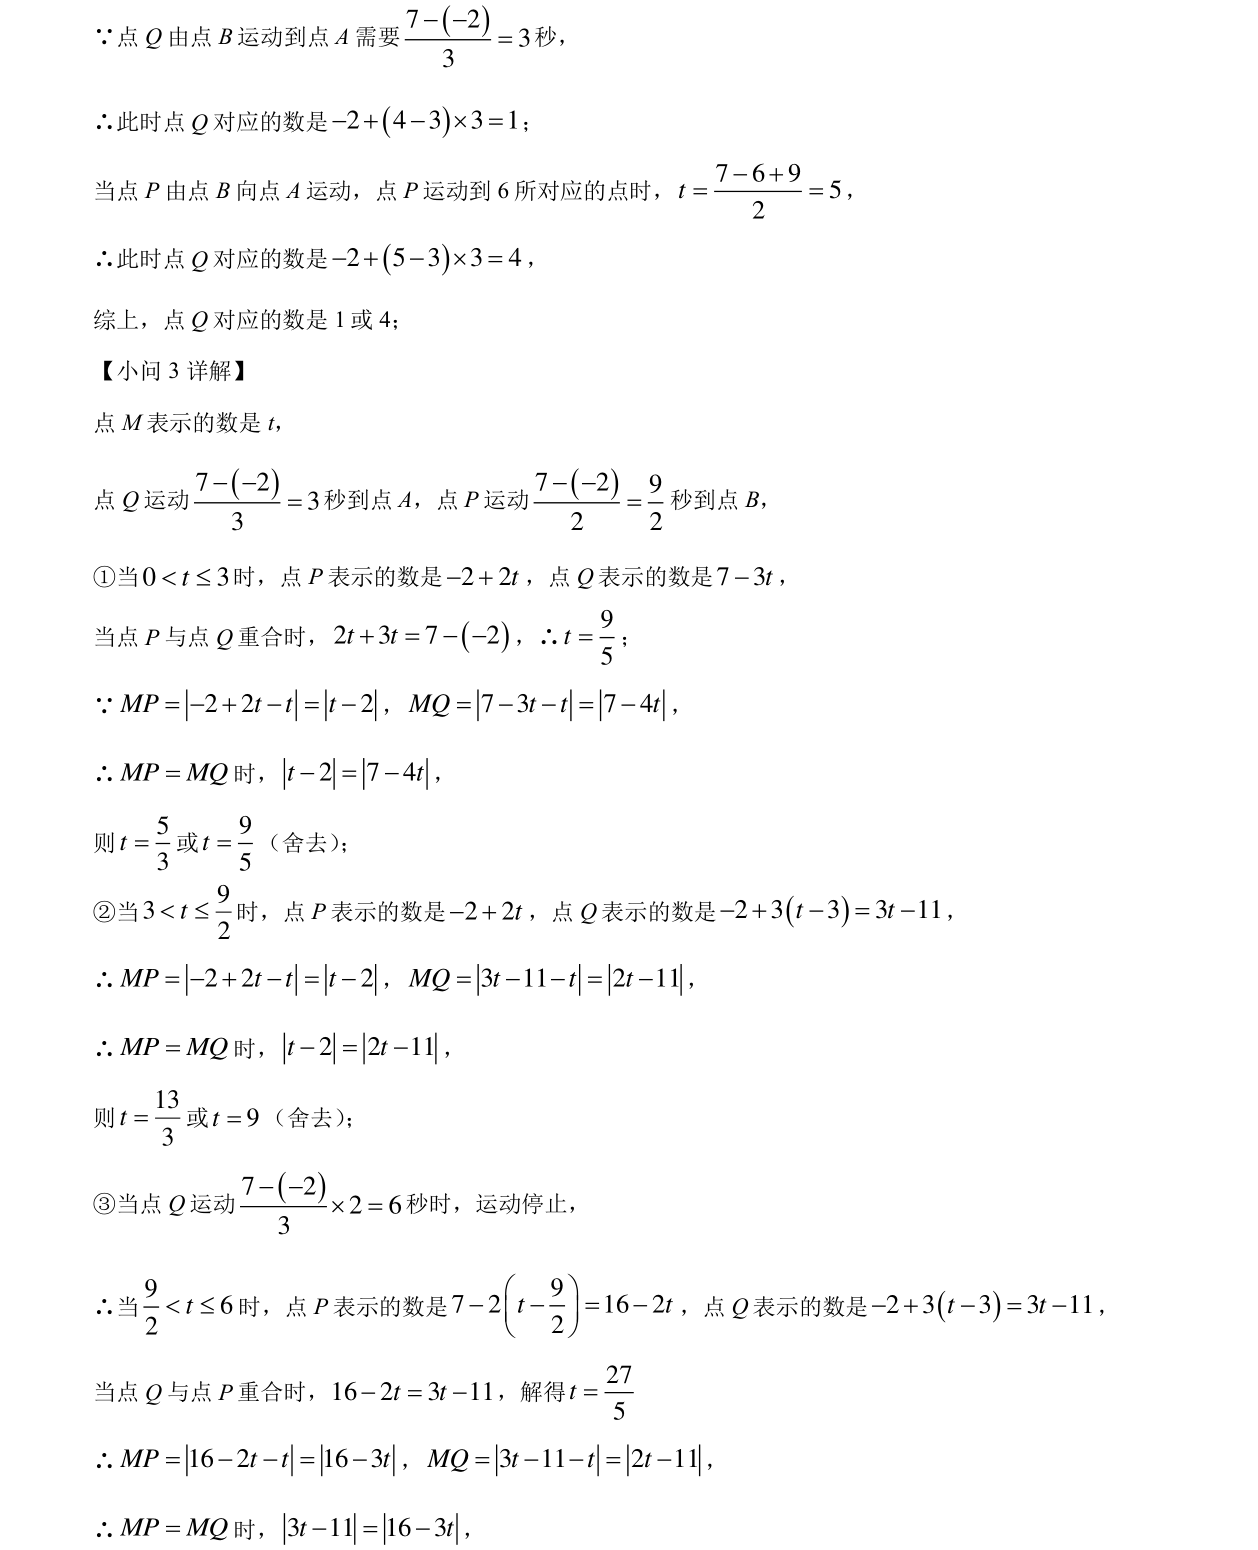 ∵点 Q 由点 B 运动到点 A 需要 $\frac{7-(-2)}{3}=3$ 秒，
∴此时点 Q 对应的数是 $-2+(4-3)×3=1$；
当点 P 由点 B 向点 A 运动，点 P 运动到 6 所对应的点时，$t=\frac{7-6+9}{2}=5$，
∴此时点 Q 对应的数是 $-2+(5-3)×3=4$，
综上，点 Q 对应的数是 1 或 4；
【小问 3 详解】
点 M 表示的数是 t，
点 Q 运动 $\frac{7-(-2)}{3}=3$ 秒到点 A，点 P 运动 $\frac{7-(-2)}{2}=\frac{9}{2}$ 秒到点 B，
①当 $0<t≤3$ 时，点 P 表示的数是 $-2+2t$，点 Q 表示的数是 $7-3t$，
当点 P 与点 Q 重合时，$2t+3t=7-(-2)$，∴$t=\frac{9}{5}$；
∵$MP=|-2+2t-t|=|t-2|$，$MQ=|7-3t-t|=|7-4t|$，
∴$MP=MQ$ 时，$|t-2|=|7-4t|$，
则 $t=\frac{5}{3}$ 或 $t=\frac{9}{5}$（舍去）；
②当 $3<t≤\frac{9}{2}$ 时，点 P 表示的数是 $-2+2t$，点 Q 表示的数是 $-2+3(t-3)=3t-11$，
∴$MP=|-2+2t-t|=|t-2|$，$MQ=|3t-11-t|=|2t-11|$，
∴$MP=MQ$ 时，$|t-2|=|2t-11|$，
则 $t=\frac{13}{3}$ 或 $t=9$（舍去）；
③当点 Q 运动 $\frac{7-(-2)}{3}×2=6$ 秒时，运动停止，
∴当 $\frac{9}{2}<t≤6$ 时，点 P 表示的数是 $7-2\left(t-\frac{9}{2}\right)=16-2t$，点 Q 表示的数是 $-2+3(t-3)=3t-11$，
当点 Q 与点 P 重合时，$16-2t=3t-11$，解得 $t=\frac{27}{5}$
∴$MP=|16-2t-t|=|16-3t|$，$MQ=|3t-11-t|=|2t-11|$，
∴$MP=MQ$ 时，$|3t-11|=|16-3t|$，